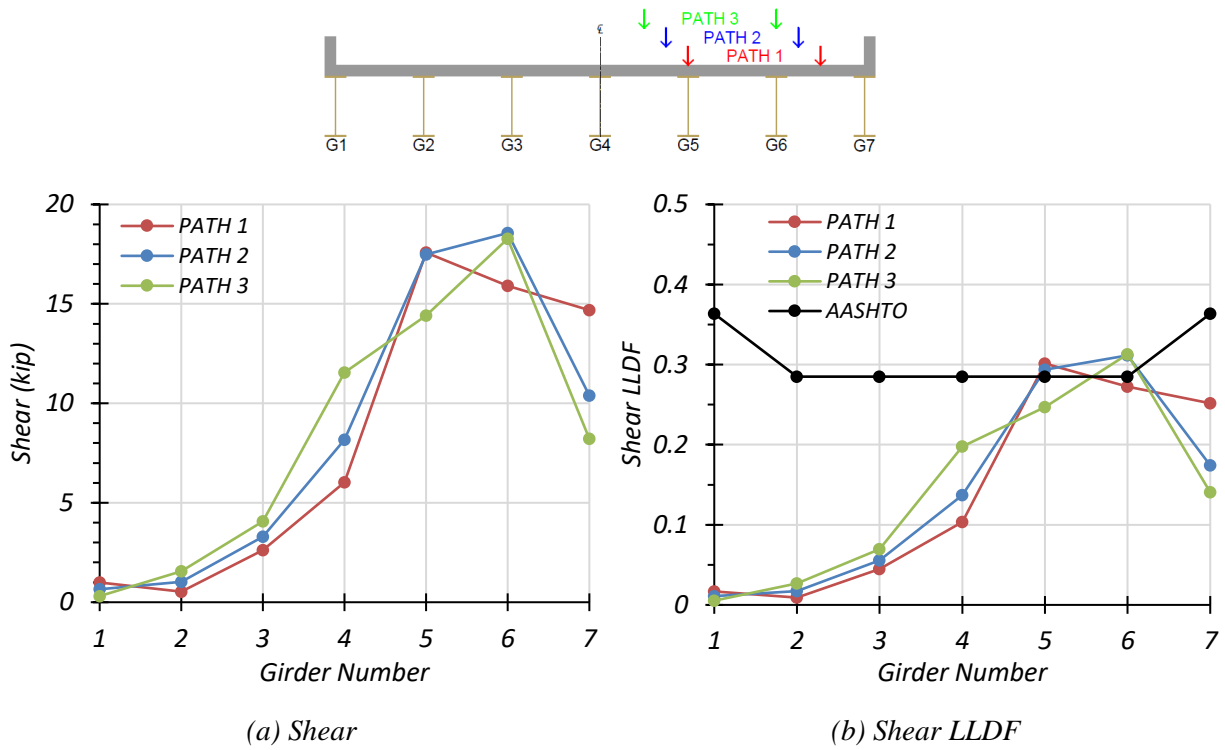 ℄
PATH 3
PATH 2
PATH 1
G1 G2 G3 G4 G5 G6 G7
20
15
10
5
0
Shear (kip)
PATH 1
PATH 2
PATH 3
1 2 3 4 5 6 7
Girder Number
(a) Shear
0.5
0.4
0.3
0.2
0.1
0
Shear LLDF
PATH 1
PATH 2
PATH 3
AASHTO
1 2 3 4 5 6 7
Girder Number
(b) Shear LLDF